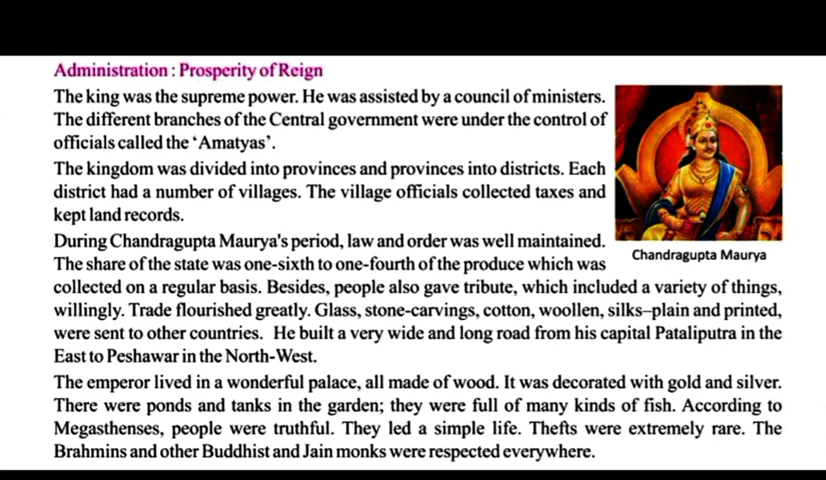 Administration : Prosperity of Reign
The king was the supreme power. He was assisted by a council of ministers.
The different branches of the Central government were under the control of
officials called the ‘Amatyas’.
The kingdom was divided into provinces and provinces into districts. Each
district had a number of villages. The village officials collected taxes and
kept land records.
During Chandragupta Maurya's period, law and order was well maintained.
The share of the state was one-sixth to one-fourth of the produce which was
Chandragupta Maurya
collected on a regular basis. Besides, people also gave tribute, which included a variety of things,
willingly. Trade flourished greatly. Glass, stone-carvings, cotton, woollen, silks–plain and printed,
were sent to other countries. He built a very wide and long road from his capital Pataliputra in the
East to Peshawar in the North-West.
The emperor lived in a wonderful palace, all made of wood. It was decorated with gold and silver.
There were ponds and tanks in the garden; they were full of many kinds of fish. According to
Megasthenses, people were truthful. They led a simple life. Thefts were extremely rare. The
Brahmins and other Buddhist and Jain monks were respected everywhere.